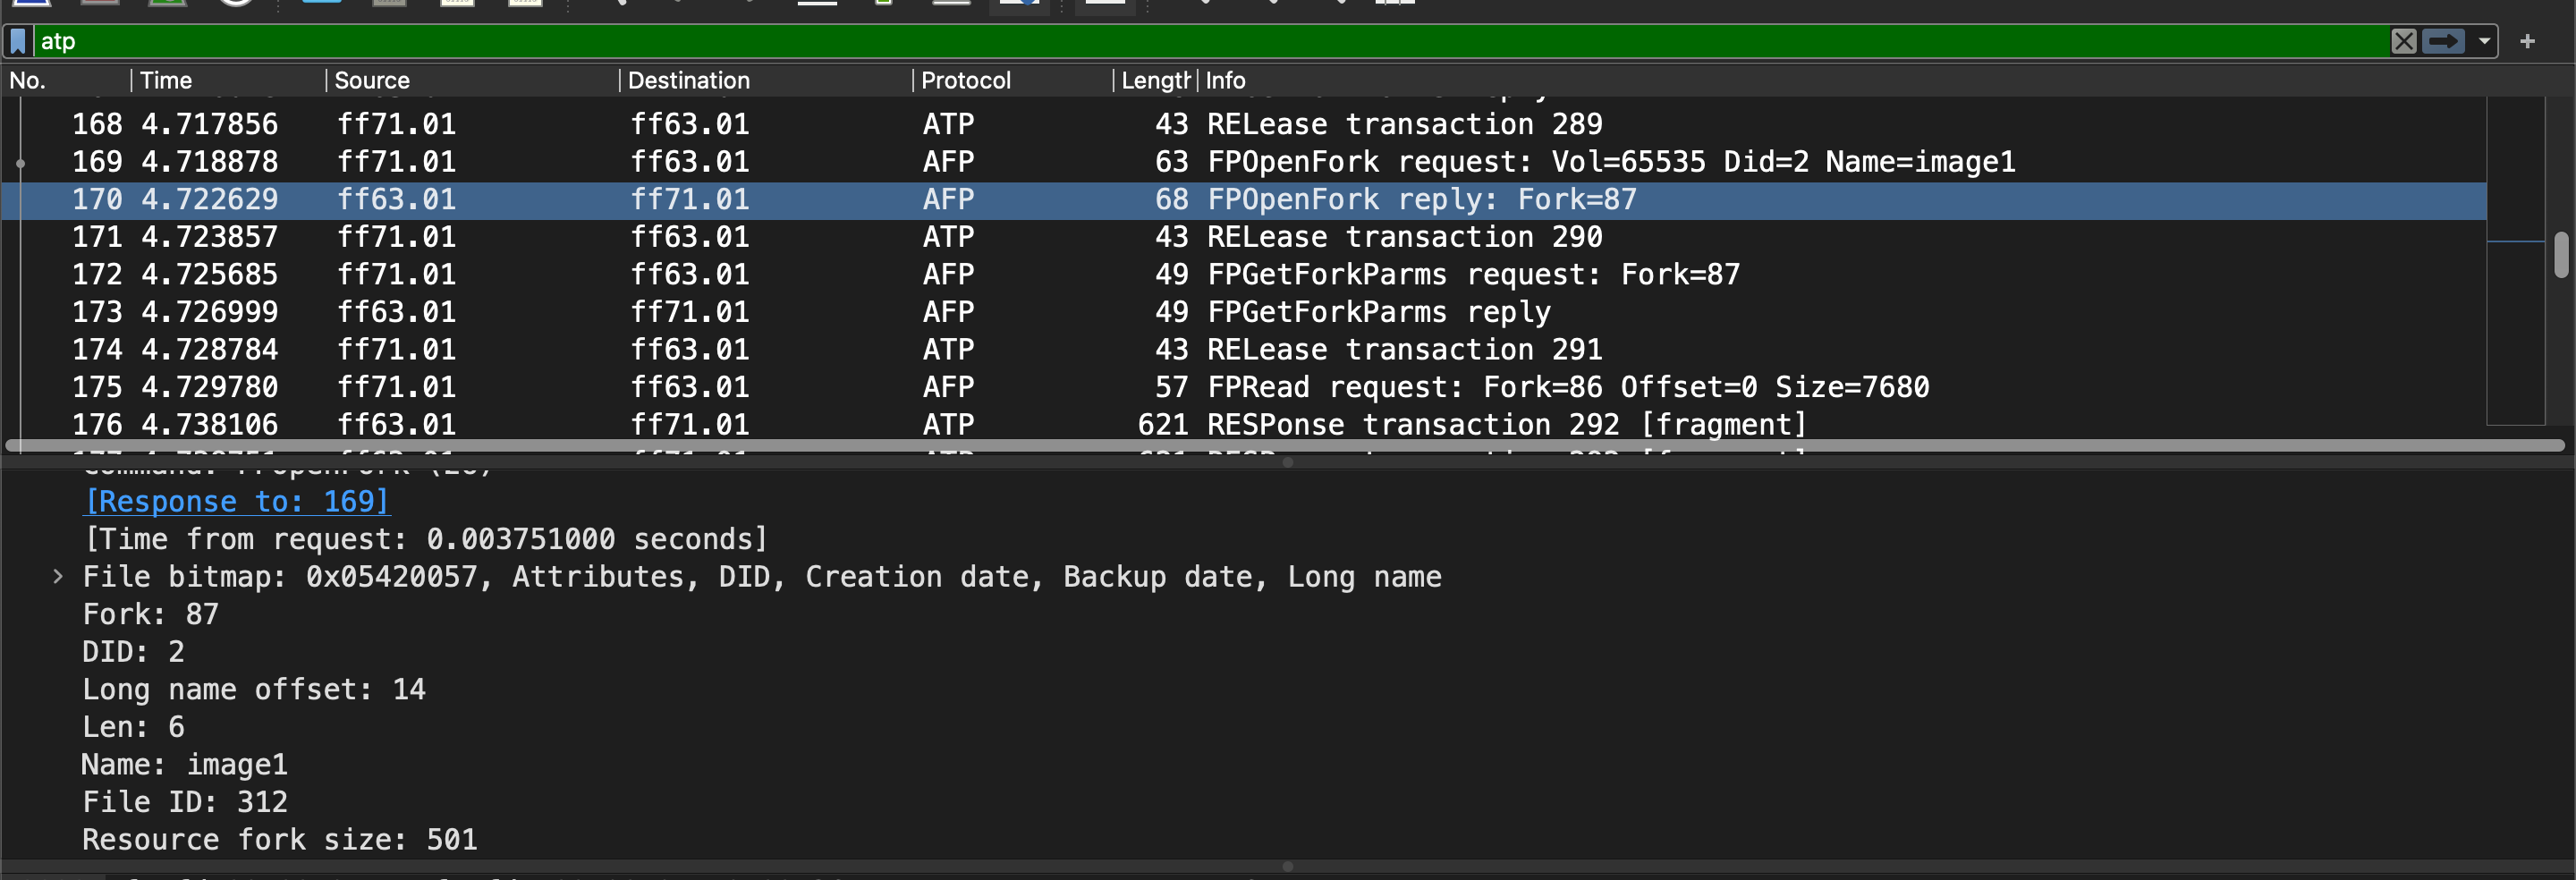 atp
No. Time Source Destination Protocol Length Info
168 4.717856 ff71.01 ff63.01 ATP 43 RELease transaction 289
169 4.718878 ff71.01 ff63.01 AFP 63 FPOpenFork request: Vol=65535 Did=2 Name=image1
170 4.722629 ff63.01 ff71.01 AFP 68 FPOpenFork reply: Fork=87
171 4.723857 ff71.01 ff63.01 ATP 43 RELease transaction 290
172 4.725685 ff71.01 ff63.01 AFP 49 FPGetForkParms request: Fork=87
173 4.726999 ff63.01 ff71.01 AFP 49 FPGetForkParms reply
174 4.728784 ff71.01 ff63.01 ATP 43 RELease transaction 291
175 4.729780 ff71.01 ff63.01 AFP 57 FPRead request: Fork=86 Offset=0 Size=7680
176 4.738106 ff63.01 ff71.01 ATP 621 RESPonse transaction 292 [fragment]
[Response to: 169]
[Time from request: 0.003751000 seconds]
File bitmap: 0x05420057, Attributes, DID, Creation date, Backup date, Long name
Fork: 87
DID: 2
Long name offset: 14
Len: 6
Name: image1
File ID: 312
Resource fork size: 501